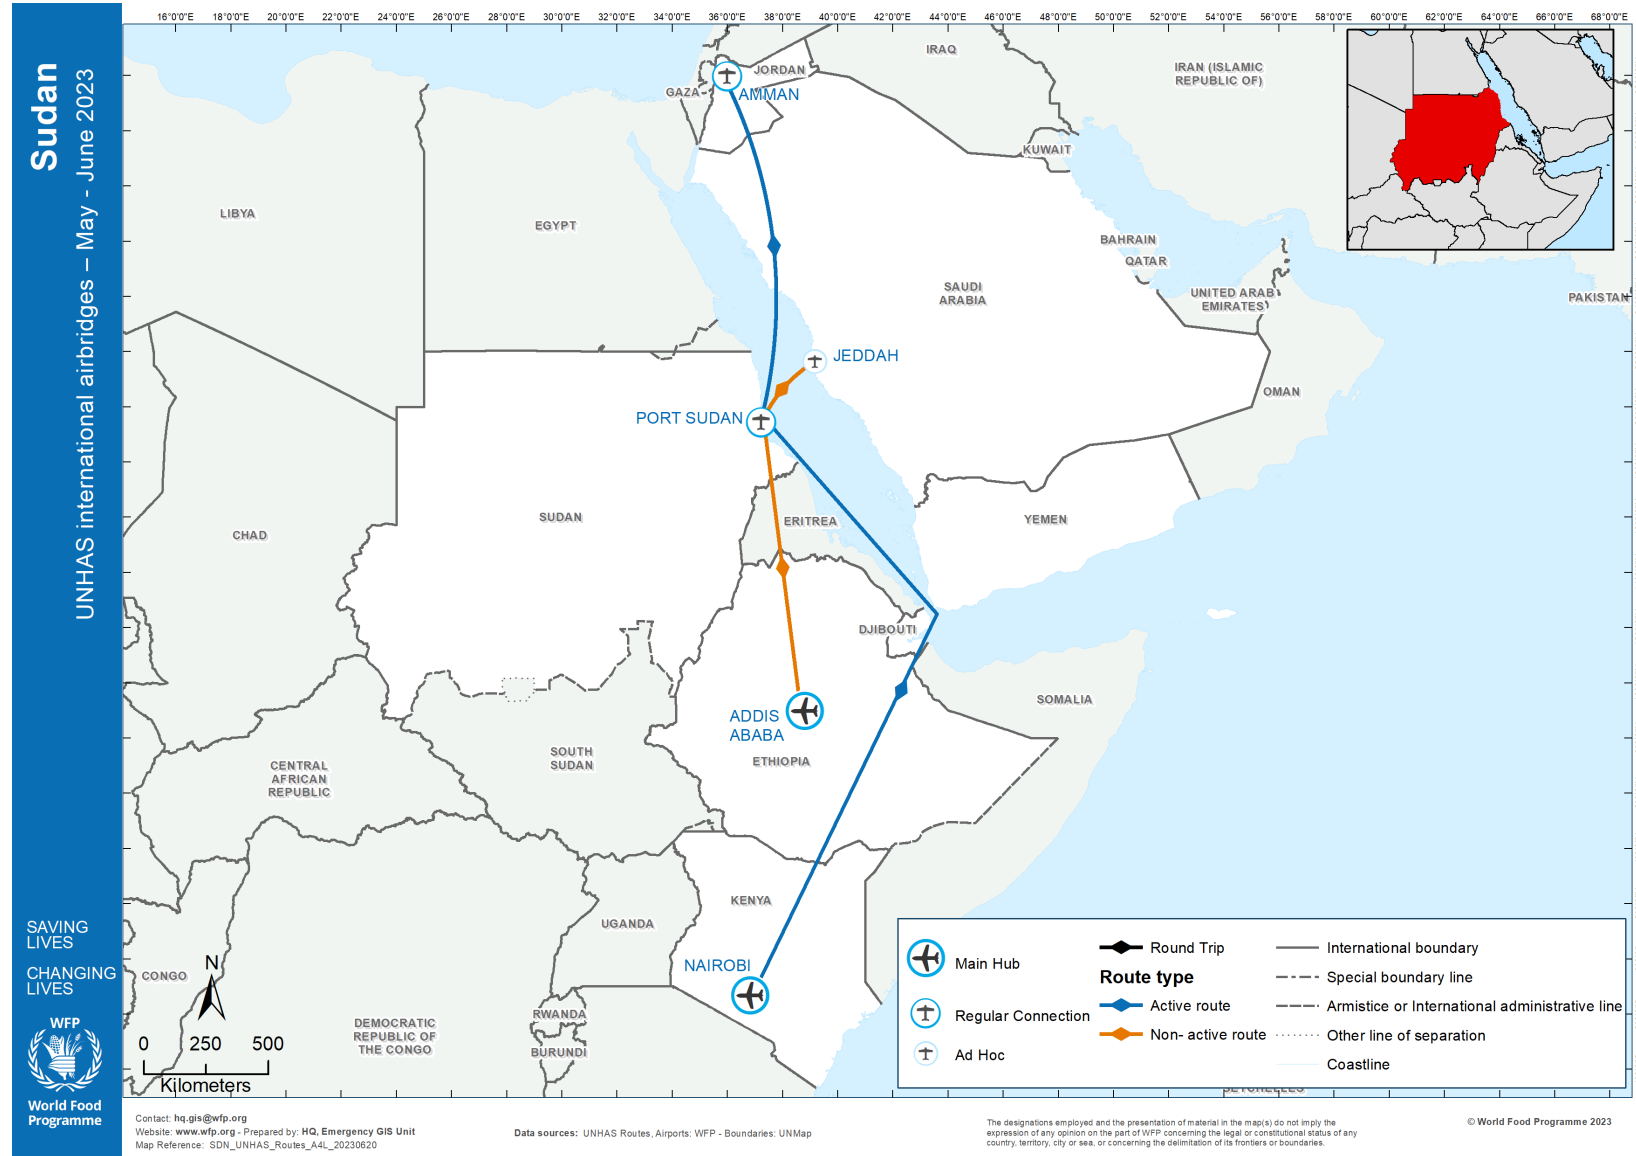 Sudan
UNHAS international airbridges – May - June 2023
SAVING
LIVES
CHANGING
LIVES
WFP
World Food
Programme
16°0'0"E 18°0'0"E 20°0'0"E 22°0'0"E 24°0'0"E 26°0'0"E 28°0'0"E 30°0'0"E 32°0'0"E 34°0'0"E 36°0'0"E 38°0'0"E 40°0'0"E 42°0'0"E 44°0'0"E 46°0'0"E 48°0'0"E 50°0'0"E 52°0'0"E 54°0'0"E 56°0'0"E 58°0'0"E 60°0'0"E 62°0'0"E 64°0'0"E 66°0'0"E 68°0'0"E
IRAQ
IRAN (ISLAMIC
REPUBLIC OF)
JORDAN
GAZA
AMMAN
KUWAIT
LIBYA
EGYPT
BAHRAIN
QATAR
SAUDI
ARABIA
UNITED ARAB
EMIRATES
PAKISTAN
JEDDAH
OMAN
PORT SUDAN
SUDAN
ERITREA
YEMEN
CHAD
DJIBOUTI
SOMALIA
ADDIS
ABABA
ETHIOPIA
SOUTH
SUDAN
CENTRAL
AFRICAN
REPUBLIC
KENYA
UGANDA
NAIROBI
CONGO
RWANDA
BURUNDI
DEMOCRATIC
REPUBLIC OF
THE CONGO
SEYCHELLES
N
0 250 500
Kilometers
Main Hub
Regular Connection
Ad Hoc
Round Trip
Route type
Active route
Non- active route
International boundary
Special boundary line
Armistice or International administrative line
Other line of separation
Coastline
Contact: hq.gis@wfp.org
Website: www.wfp.org - Prepared by: HQ, Emergency GIS Unit
Map Reference: SDN_UNHAS_Routes_A4L_20230620
Data sources: UNHAS Routes, Airports: WFP - Boundaries: UNMap
The designations employed and the presentation of material in the map(s) do not imply the
expression of any opinion on the part of WFP concerning the legal or constitutional status of any
country, territory, city or sea, or concerning the delimitation of its frontiers or boundaries.
© World Food Programme 2023